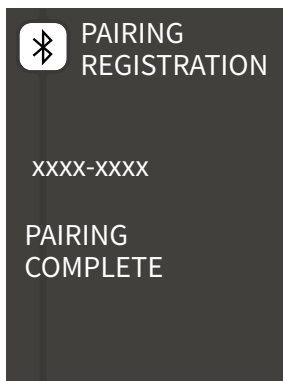 PAIRING
REGISTRATION
xxxx-xxxx
PAIRING
COMPLETE